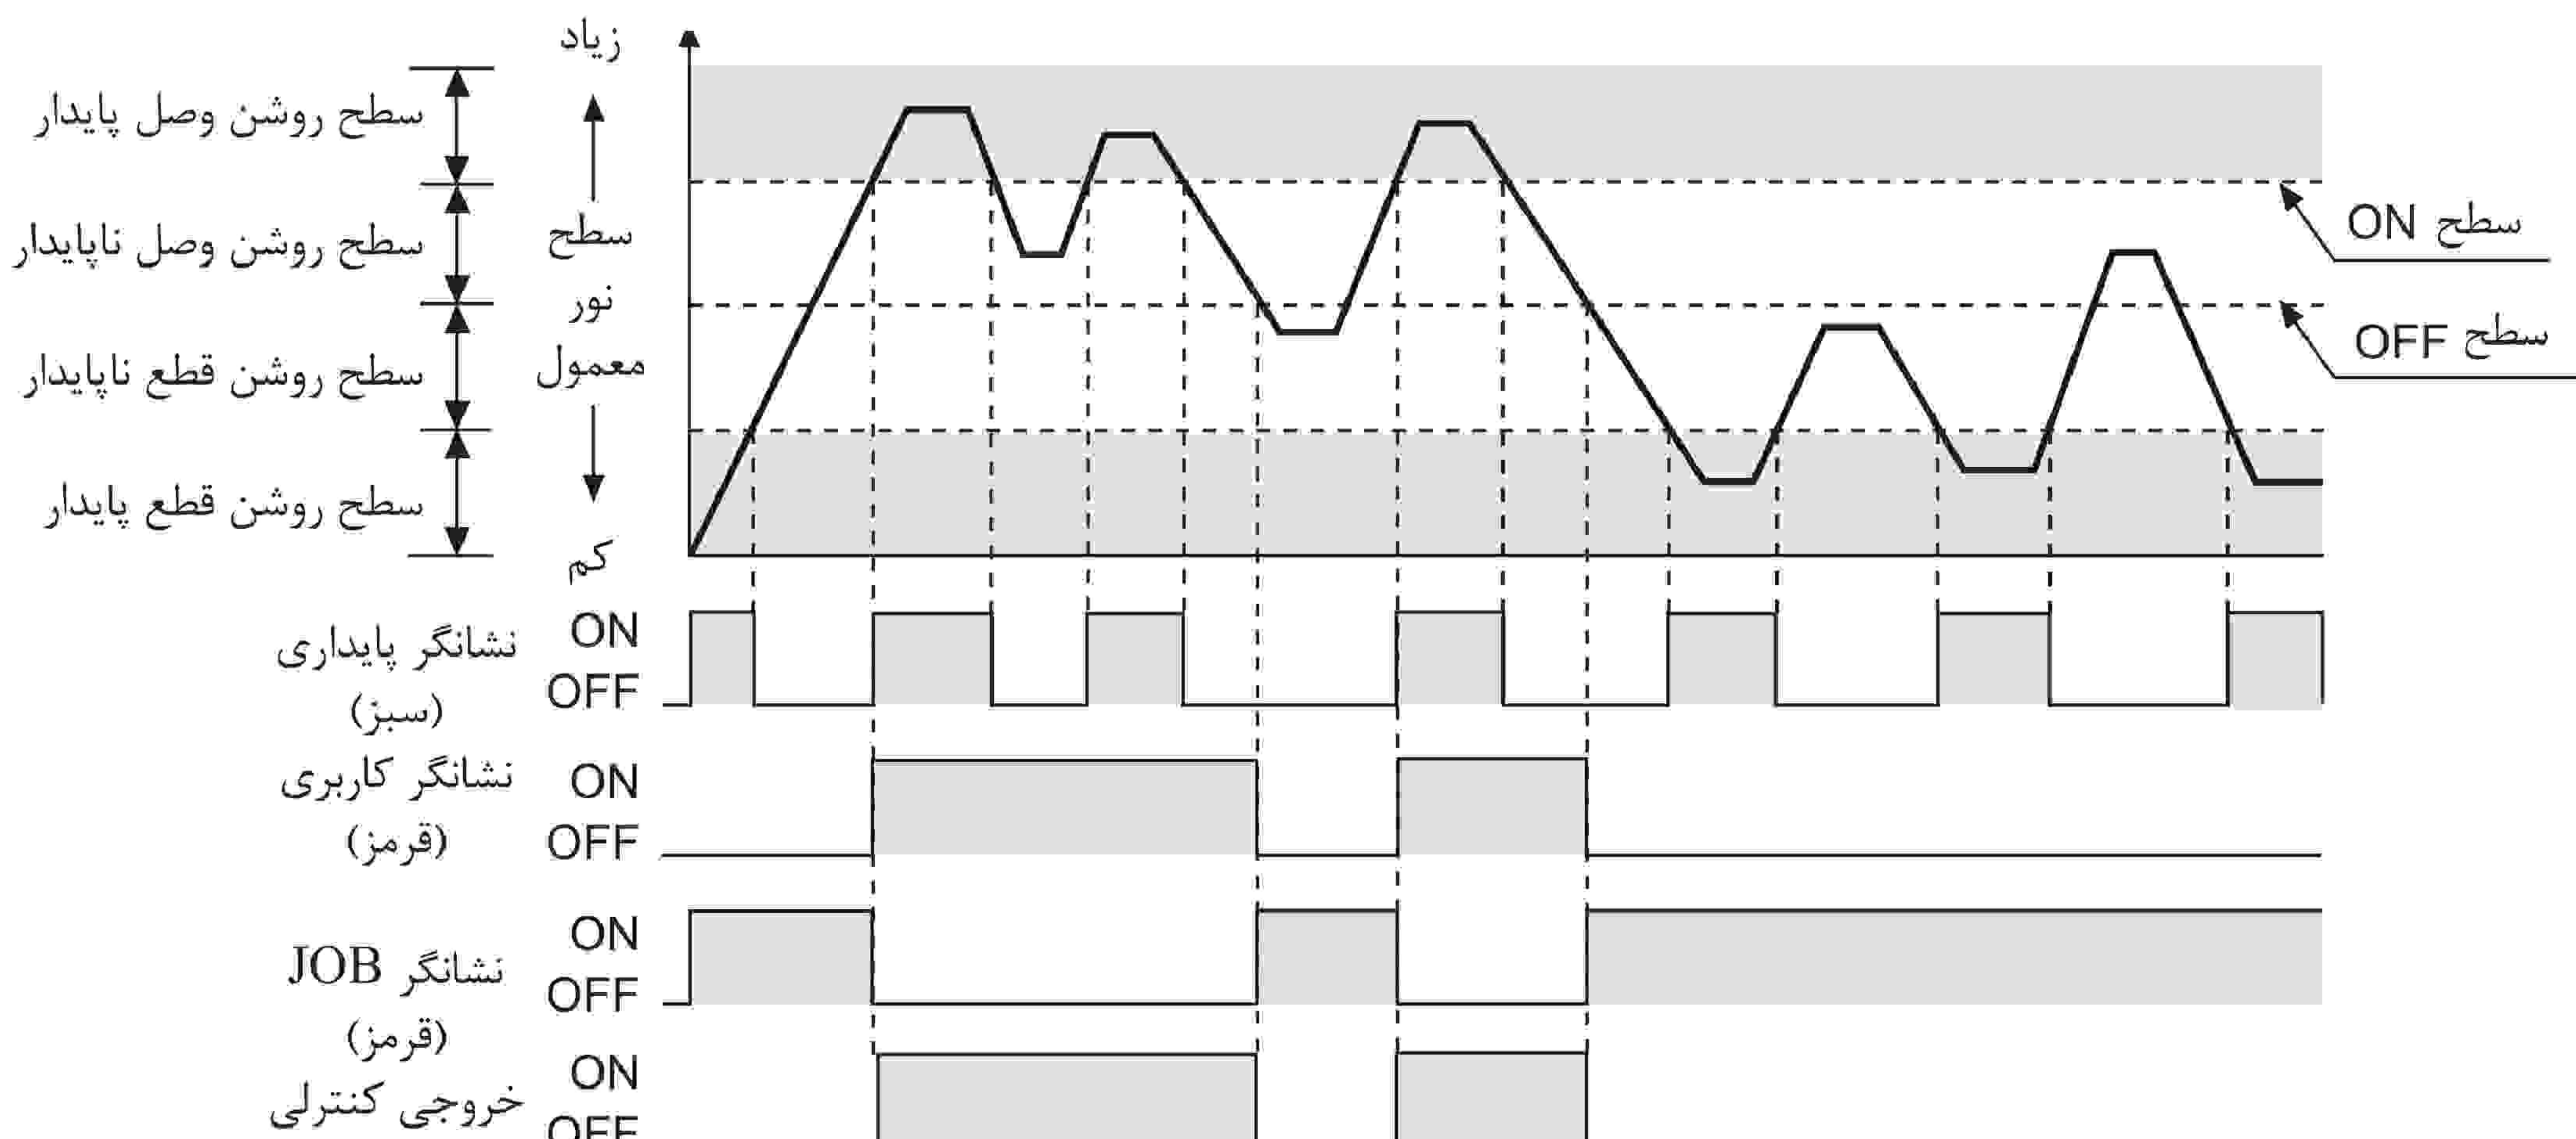 زیاد
سطح روشن وصل پایدار
سطح روشن وصل ناپایدار
سطح روشن قطع ناپایدار
سطح روشن قطع پایدار
سطح
نور
معمول
کم
سطح ON
سطح OFF
نشانگر پایداری
(سبز)
ON
OFF
نشانگر کاربری
(قرمز)
ON
OFF
نشانگر JOB
(قرمز)
ON
OFF
خروجی کنترلی
ON
OFF